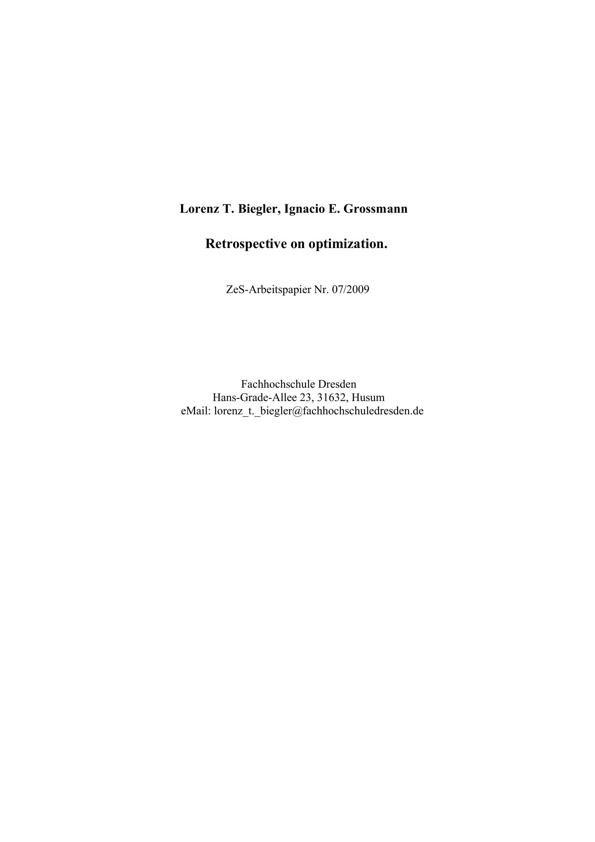 Lorenz T. Biegler, Ignacio E. Grossmann
Retrospective on optimization.
ZeS-Arbeitspapier Nr. 07/2009
Fachhochschule Dresden
Hans-Grade-Allee 23, 31632, Husum
eMail: lorenz_t._biegler@fachhochschuledresden.de